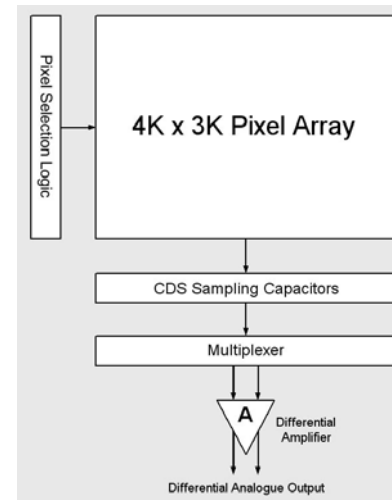 Pixel Selection Logic
4K x 3K Pixel Array
CDS Sampling Capacitors
Multiplexer
A
Differential
Amplifier
Differential Analogue Output